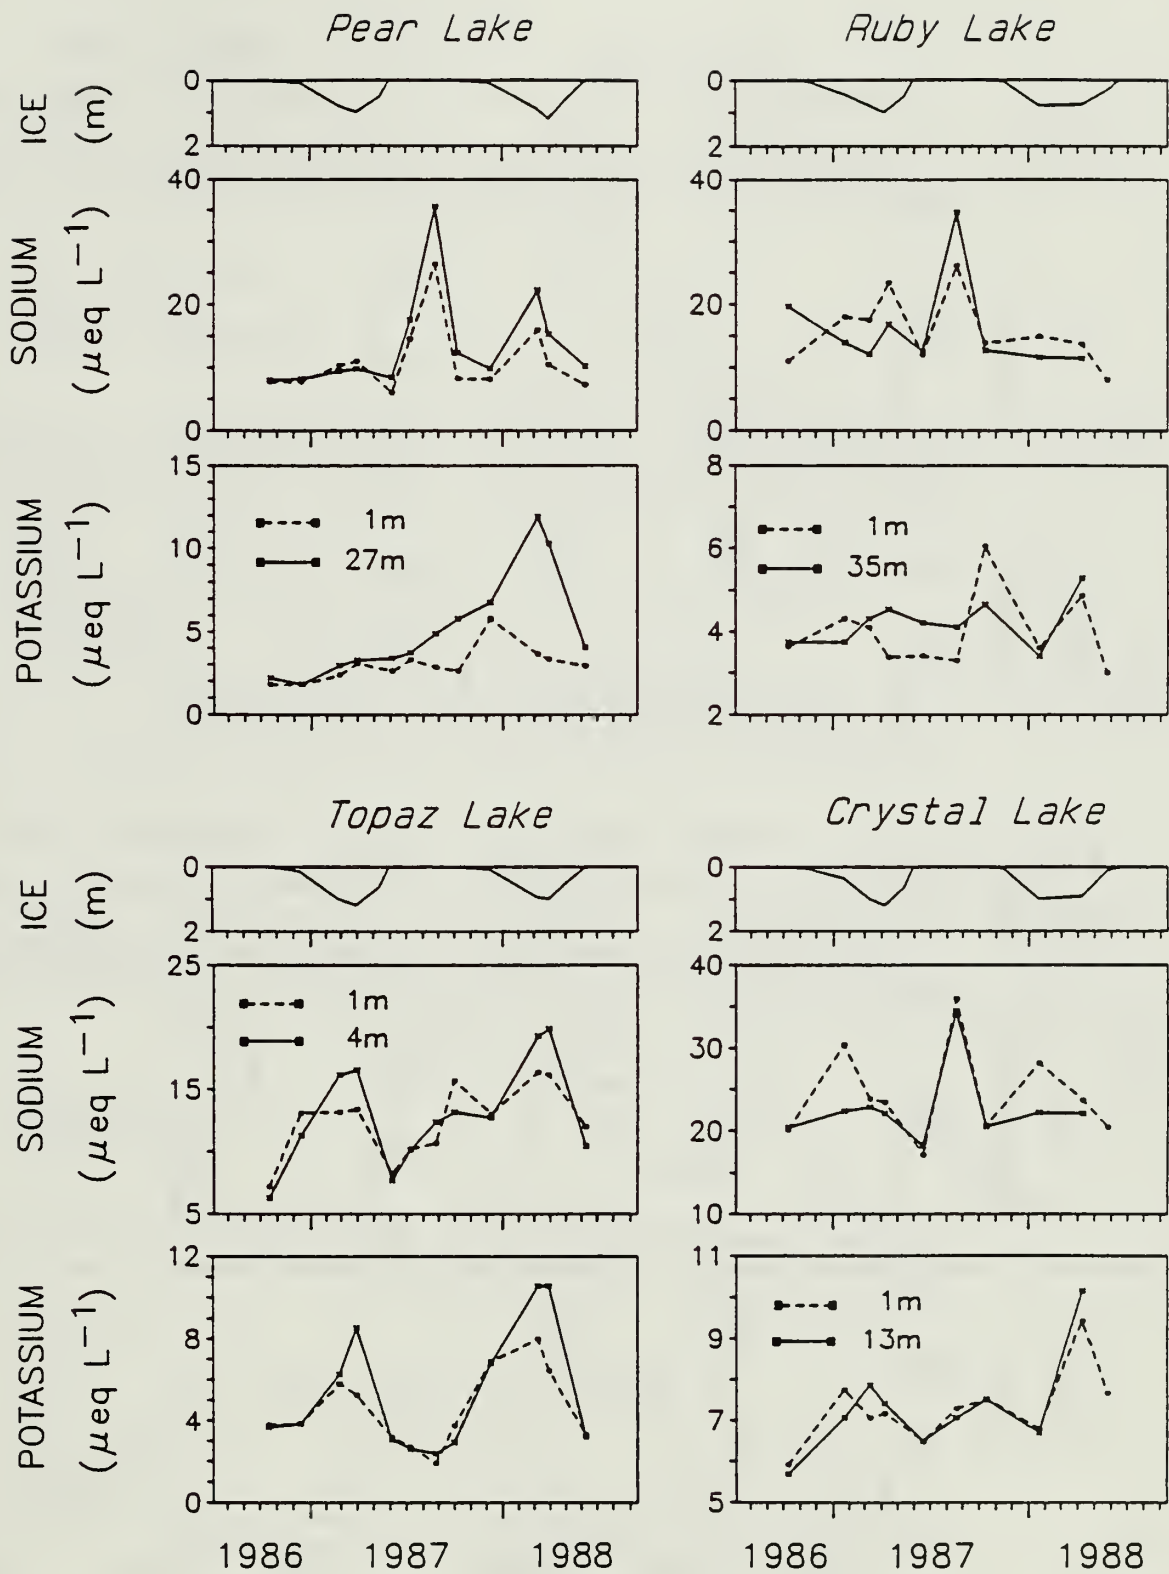 Pear Lake
Ruby Lake
ICE
(m)
0
2
0
2
SODIUM
(μeq L⁻¹)
40
20
0
40
20
0
POTASSIUM
(μeq L⁻¹)
15
10
5
0
1m
27m
8
6
4
2
1m
35m
Topaz Lake
Crystal Lake
ICE
(m)
0
2
0
2
SODIUM
(μeq L⁻¹)
25
15
5
1m
4m
40
30
20
10
POTASSIUM
(μeq L⁻¹)
12
8
4
0
11
9
7
5
1m
13m
1986 1987 1988
1986 1987 1988